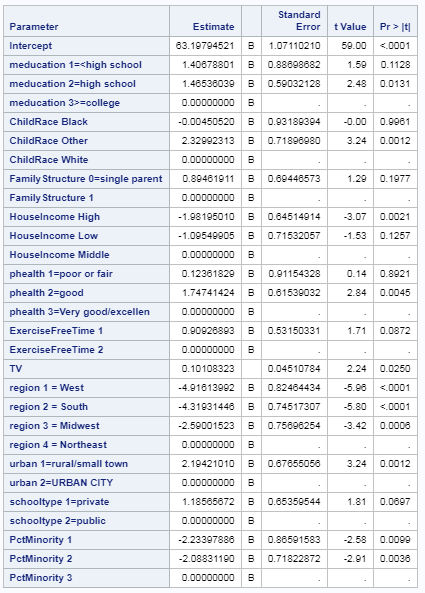 Parameter Estimate Standard Error t Value Pr > |t|
Intercept 63.19794521 B 1.07110210 59.00 <.0001
meducation 1=<high school 1.40678801 B 0.88698682 1.59 0.1128
meducation 2=high school 1.46536039 B 0.59032128 2.48 0.0131
meducation 3>=college 0.00000000 B . . .
ChildRace Black -0.00450520 B 0.93189394 -0.00 0.9961
ChildRace Other 2.32992313 B 0.71896980 3.24 0.0012
ChildRace White 0.00000000 B . . .
Family Structure 0=single parent 0.89461911 B 0.69446573 1.29 0.1977
Family Structure 1 0.00000000 B . . .
HouseIncome High -1.98195010 B 0.64514914 -3.07 0.0021
HouseIncome Low -1.09549905 B 0.71532057 -1.53 0.1257
HouseIncome Middle 0.00000000 B . . .
phealth 1=poor or fair 0.12361829 B 0.91154328 0.14 0.8921
phealth 2=good 1.74741424 B 0.61539032 2.84 0.0045
phealth 3=Very good/excellen 0.00000000 B . . .
ExerciseFreeTime 1 0.90926893 B 0.53150331 1.71 0.0872
ExerciseFreeTime 2 0.00000000 B . . .
TV 0.10108323 0.04510784 2.24 0.0250
region 1 = West -4.91613992 B 0.82464434 -5.96 <.0001
region 2 = South -4.31931446 B 0.74517307 -5.80 <.0001
region 3 = Midwest -2.59001523 B 0.75696254 -3.42 0.0006
region 4 = Northeast 0.00000000 B . . .
urban 1=rural/small town 2.19421010 B 0.67655056 3.24 0.0012
urban 2=URBAN CITY 0.00000000 B . . .
schooltype 1=private 1.18565672 B 0.65359544 1.81 0.0697
schooltype 2=public 0.00000000 B . . .
PctMinority 1 -2.23397886 B 0.86591583 -2.58 0.0099
PctMinority 2 -2.08831190 B 0.71822872 -2.91 0.0036
PctMinority 3 0.00000000 B . . .